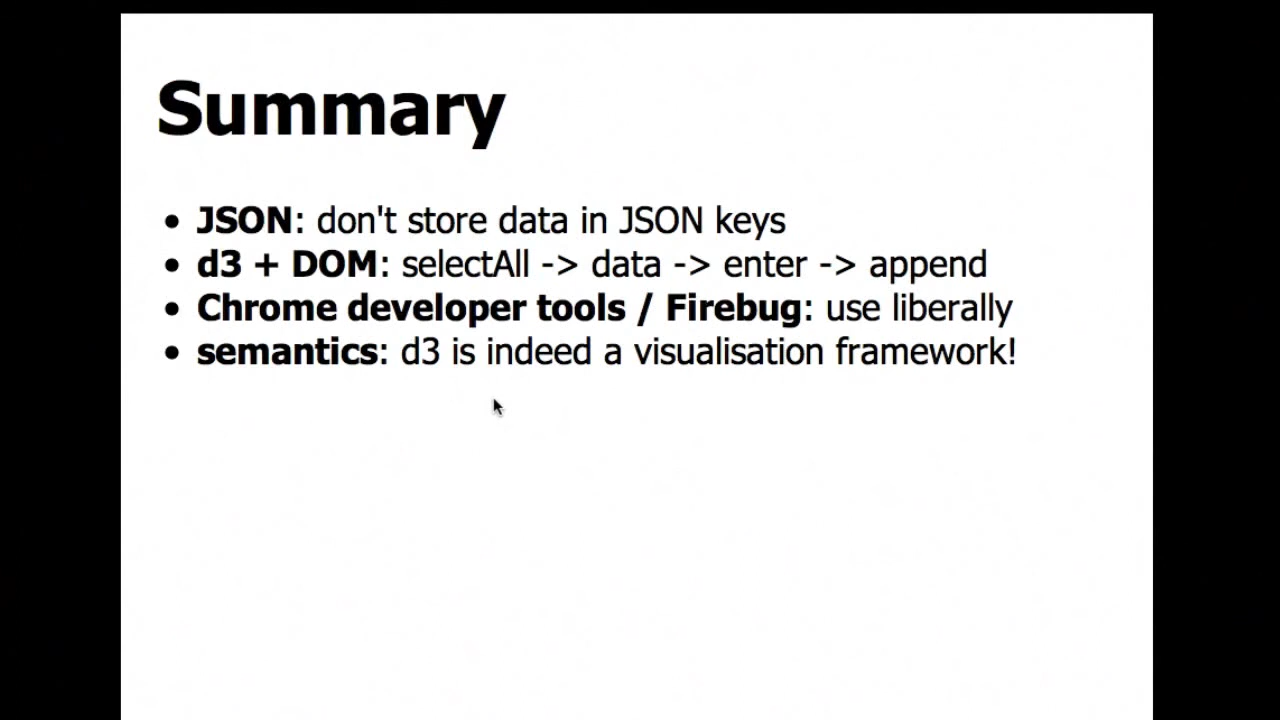 Summary
• JSON: don't store data in JSON keys
• d3 + DOM: selectAll -> data -> enter -> append
• Chrome developer tools / Firebug: use liberally
• semantics: d3 is indeed a visualisation framework!